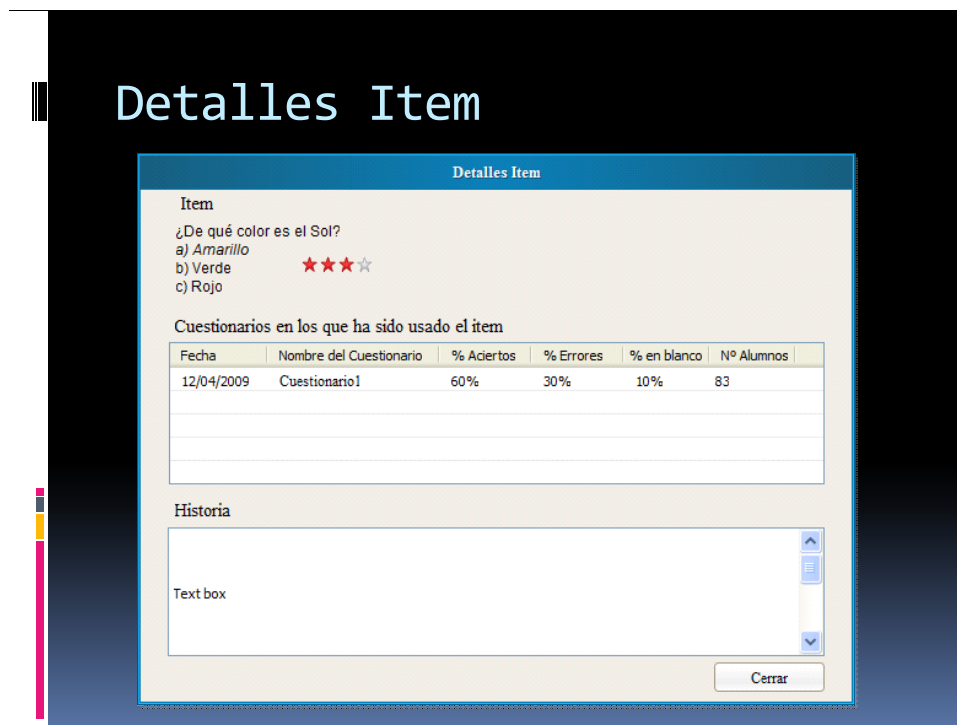 Detalles Item
Detalles Item
Item
¿De qué color es el Sol?
a) Amarillo
b) Verde
c) Rojo
Cuestionarios en los que ha sido usado el item
Fecha Nombre del Cuestionario % Aciertos % Errores % en blanco Nº Alumnos
12/04/2009 Cuestionario1 60% 30% 10% 83
Historia
Text box
Cerrar